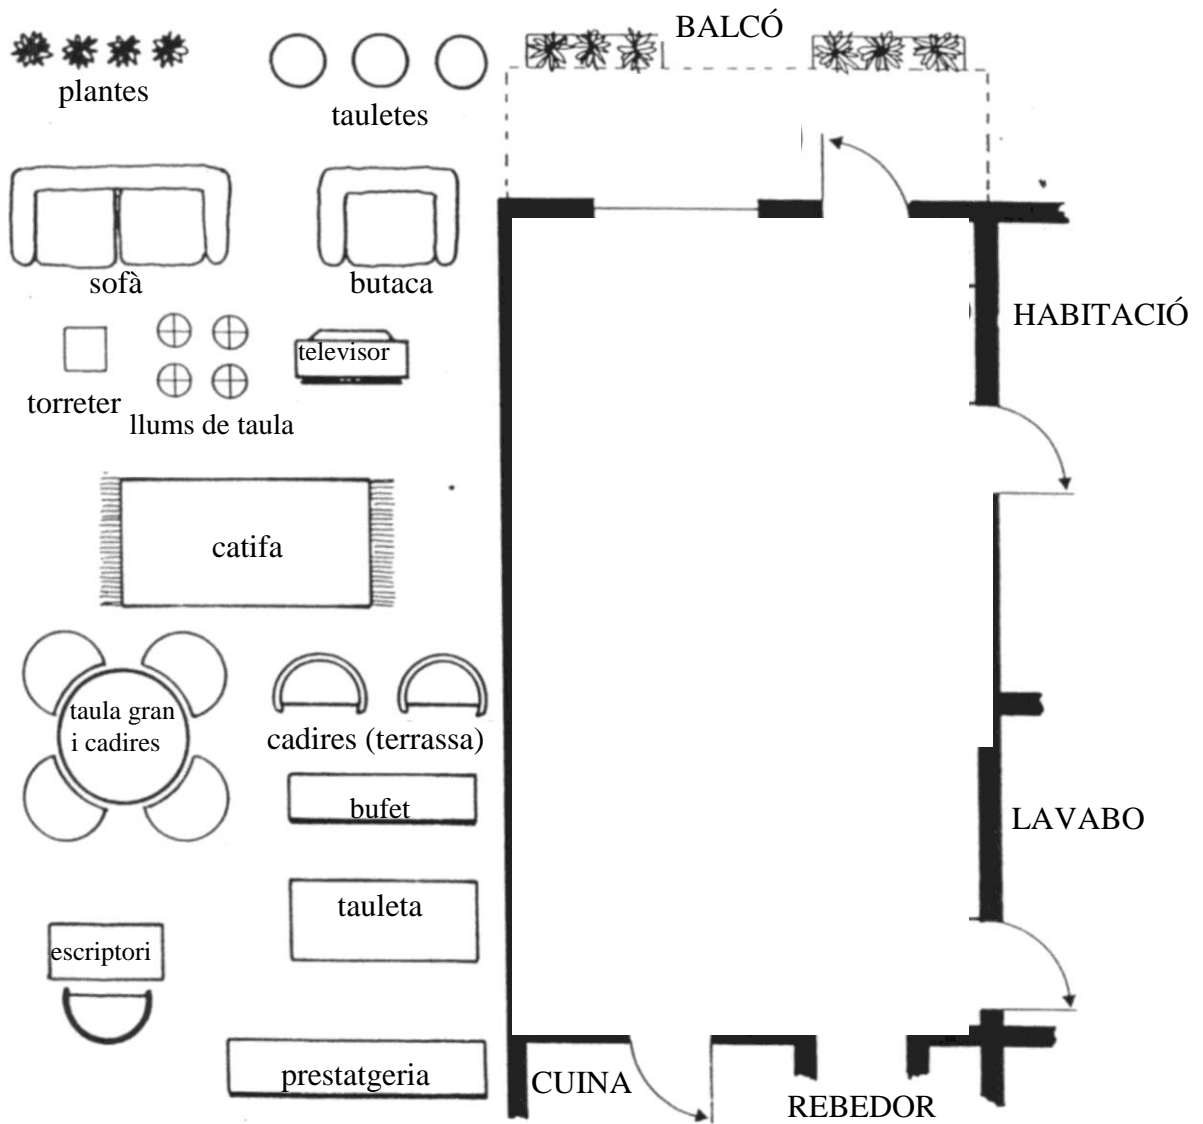 BALCÓ
plantes
tauletes
sofà
butaca
HABITACIÓ
televisor
torreter
llums de taula
catifa
taula gran
i cadires
cadires (terrassa)
bufet
LAVABO
tauleta
escriptori
prestatgeria
CUINA
REBEDOR